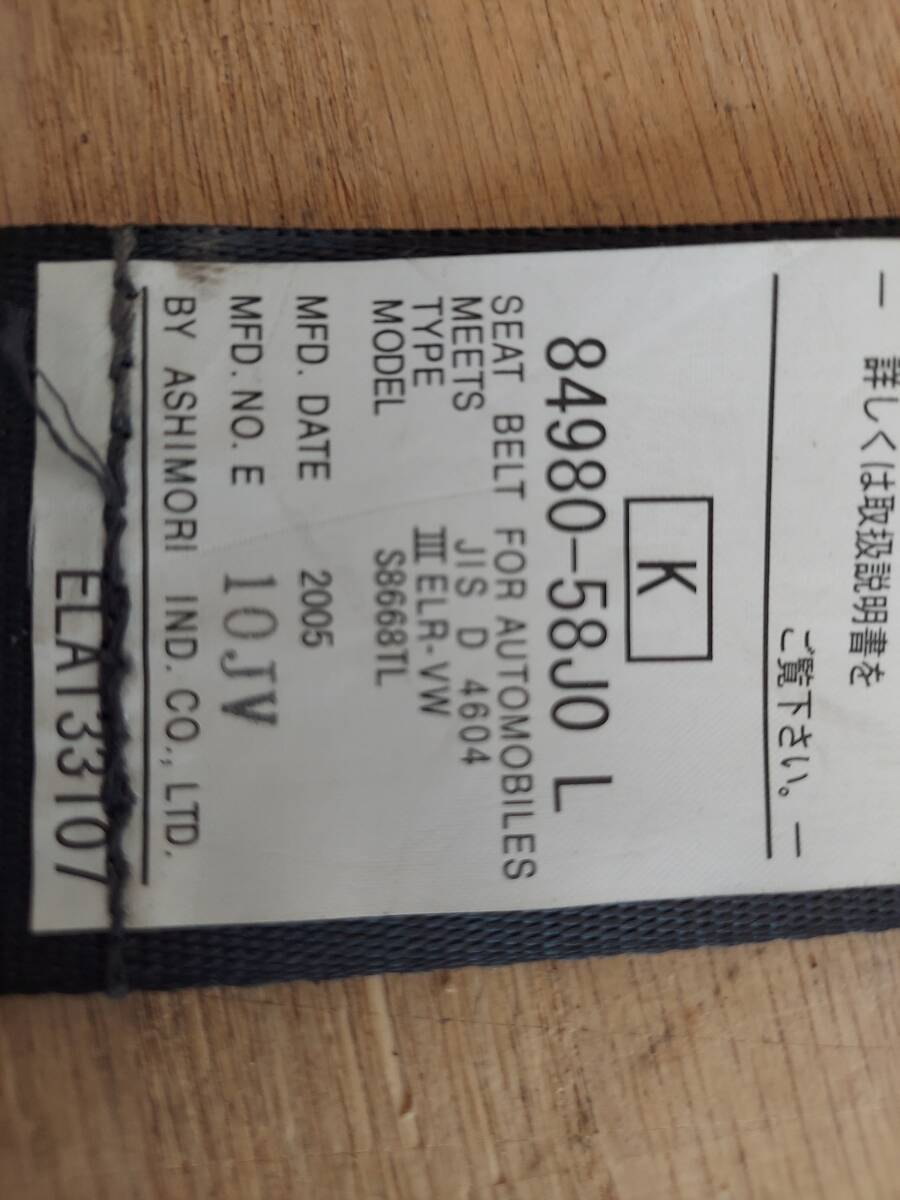 ― 詳しくは取扱説明書を
ご覧下さい。―
K
84980-58J0 L
SEAT BELT FOR AUTOMOBILES
MEETS JIS D 4604
TYPE Ⅲ ELR-VW
MODEL S8668TL
MFD. DATE 2005
MFD. NO. E 10JV
BY ASHIMORI IND. CO., LTD.
ELA133107